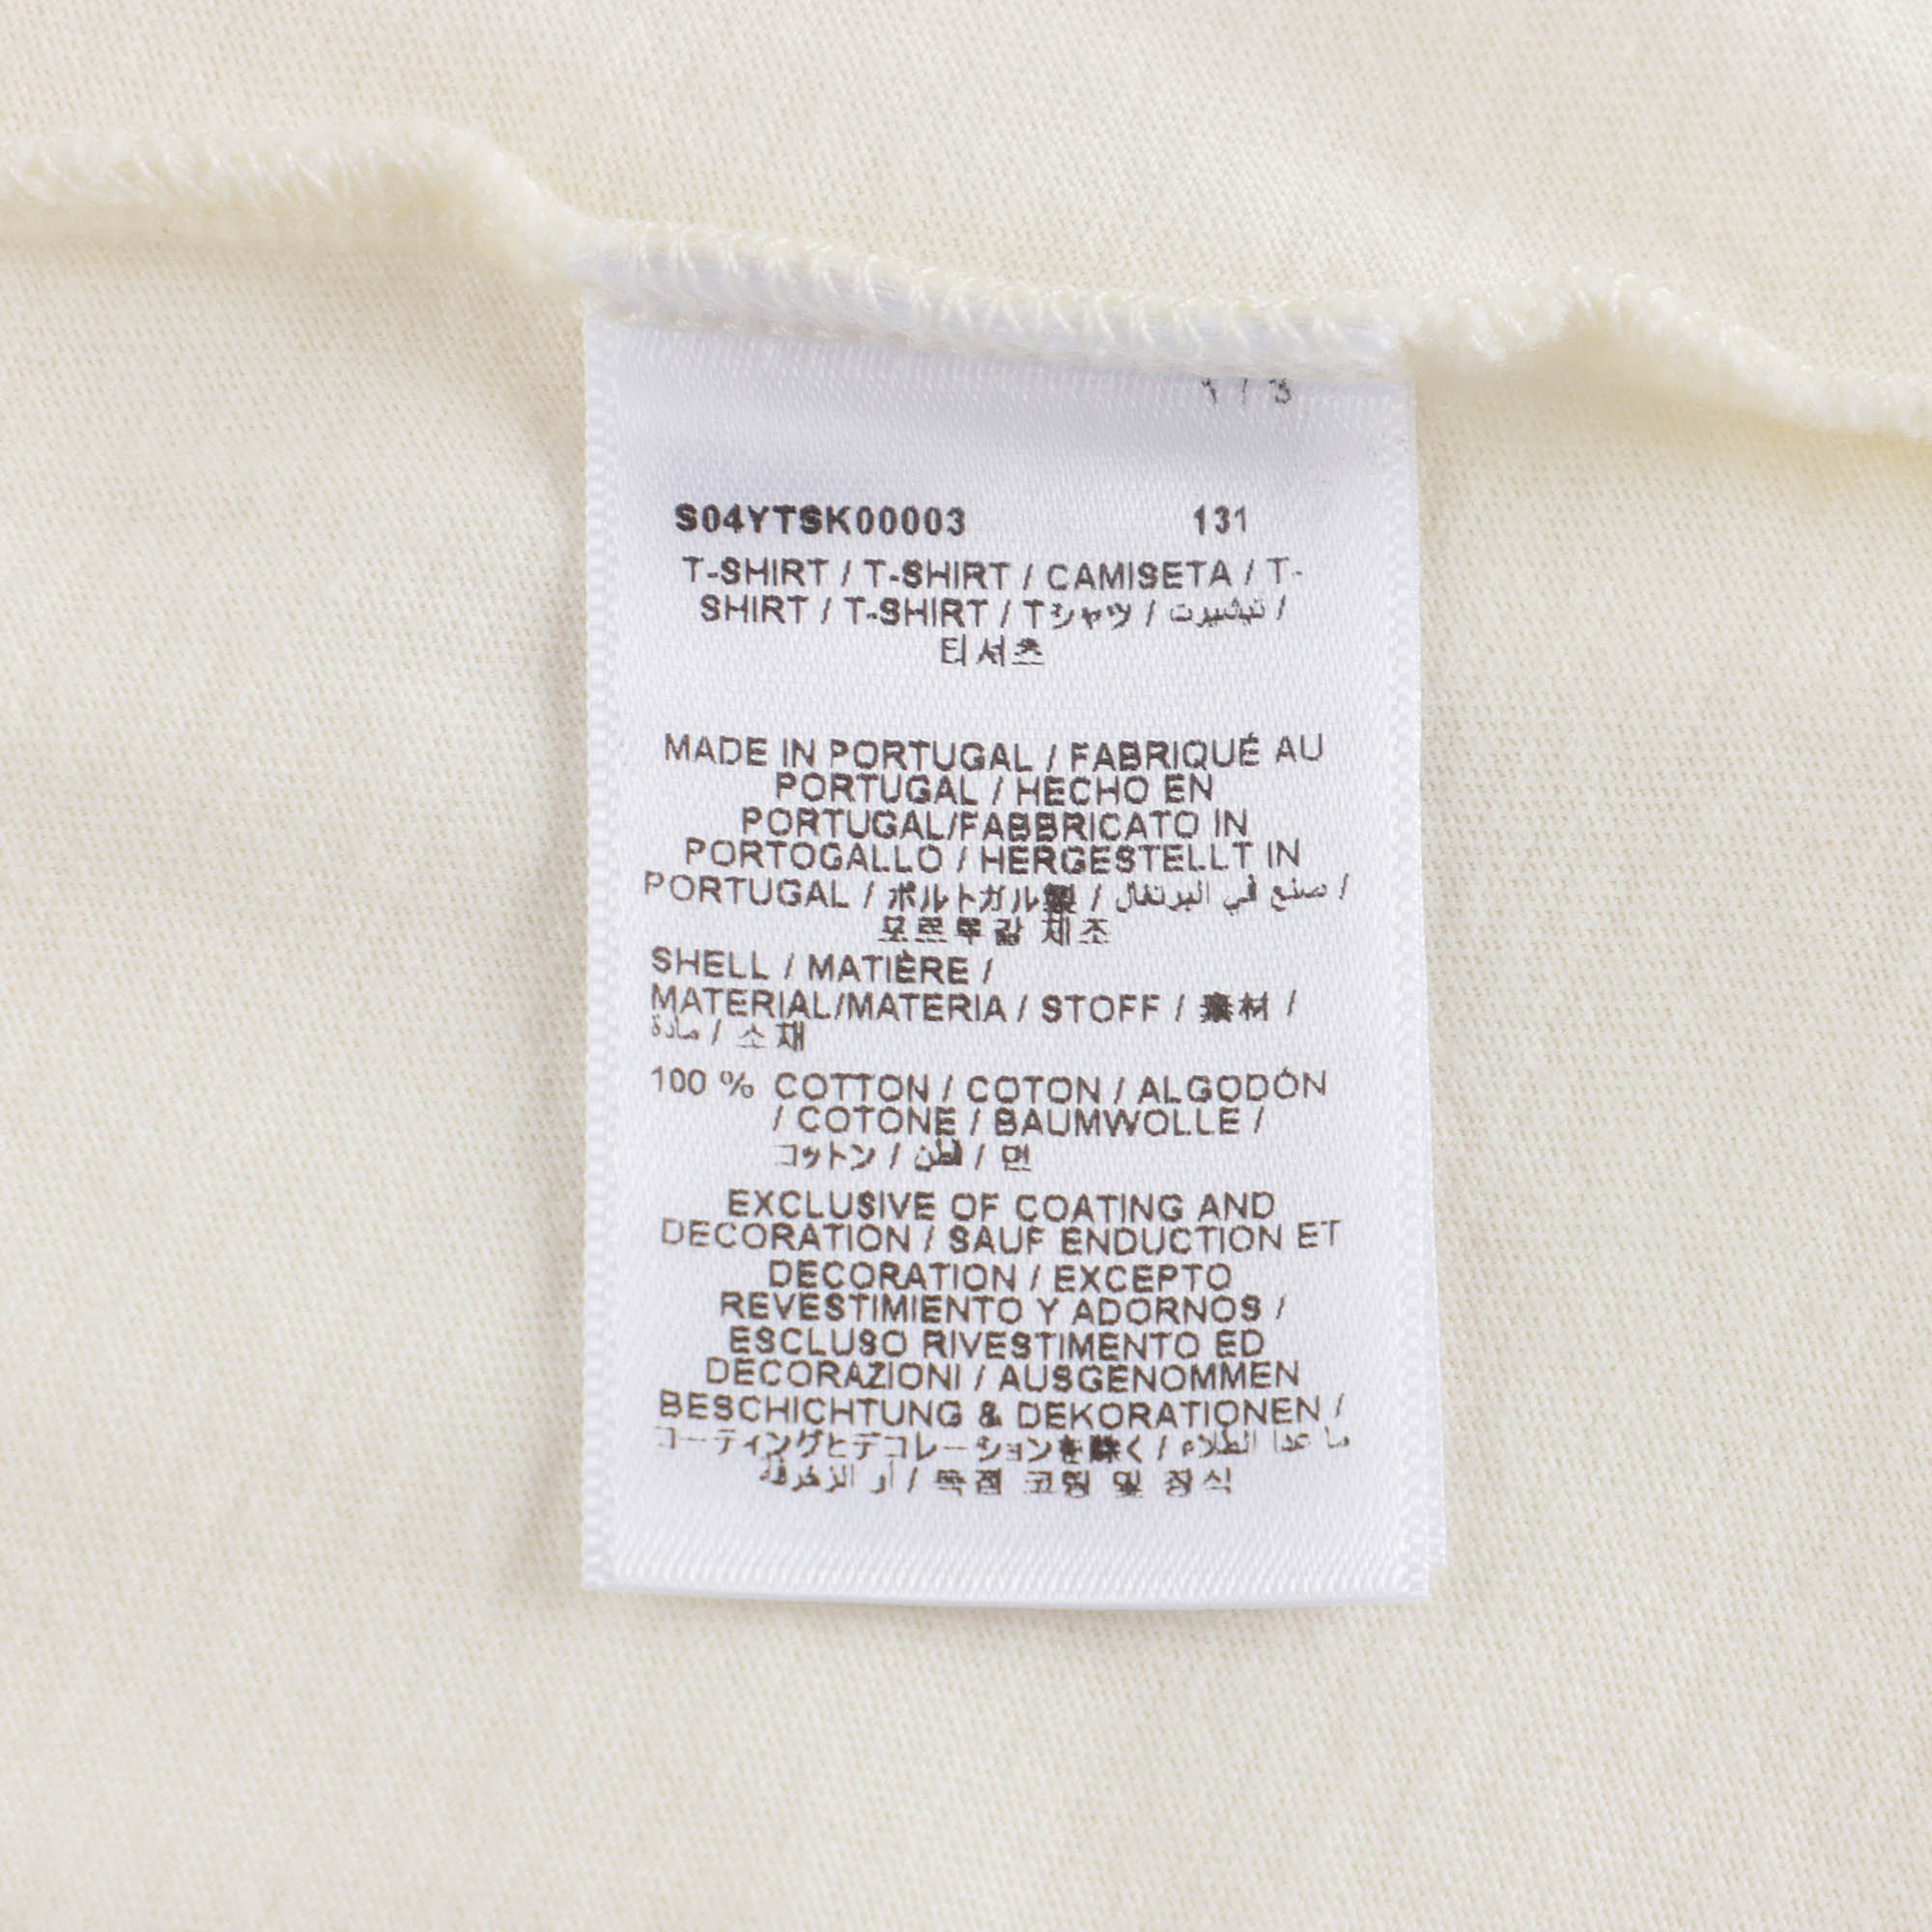 1 / 3
S04YTSK00003 131
T-SHIRT / T-SHIRT / CAMISETA / T-
SHIRT / T-SHIRT / Tシャツ / تيشيرت /
티셔츠
MADE IN PORTUGAL / FABRIQUÉ AU
PORTUGAL / HECHO EN
PORTUGAL/FABBRICATO IN
PORTOGALLO / HERGESTELLT IN
PORTUGAL / ポルトガル製 / صنع في البرتغال /
포르투갈 제조
SHELL / MATIÈRE /
MATERIAL/MATERIA / STOFF / 素材 /
مادة / 소재
100 % COTTON / COTON / ALGODÓN
/ COTONE / BAUMWOLLE /
コットン / قطن / 면
EXCLUSIVE OF COATING AND
DECORATION / SAUF ENDUCTION ET
DECORATION / EXCEPTO
REVESTIMIENTO Y ADORNOS /
ESCLUSO RIVESTIMENTO ED
DECORAZIONI / AUSGENOMMEN
BESCHICHTUNG & DEKORATIONEN /
コーティングとデコレーションを除く / ما عدا الطلاء
أو الزخرفة / 코팅 및 장식